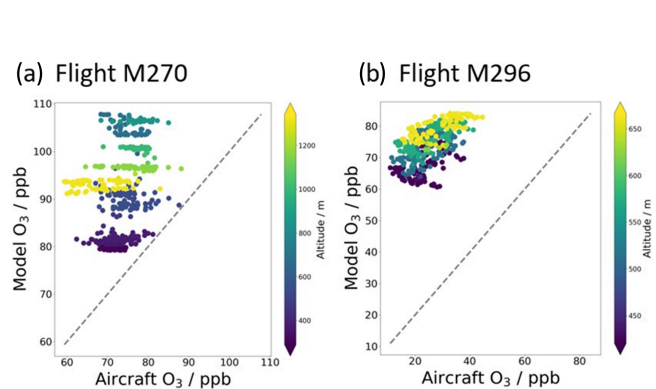 (a) Flight M270
110
100
90
80
70
60
Model O₃ / ppb
60 70 80 90 100 110
Aircraft O₃ / ppb
1200
1000
800
600
400
Altitude / m
(b) Flight M296
80
70
60
50
40
30
20
10
Model O₃ / ppb
20 40 60 80
Aircraft O₃ / ppb
650
600
550
500
450
Altitude / m